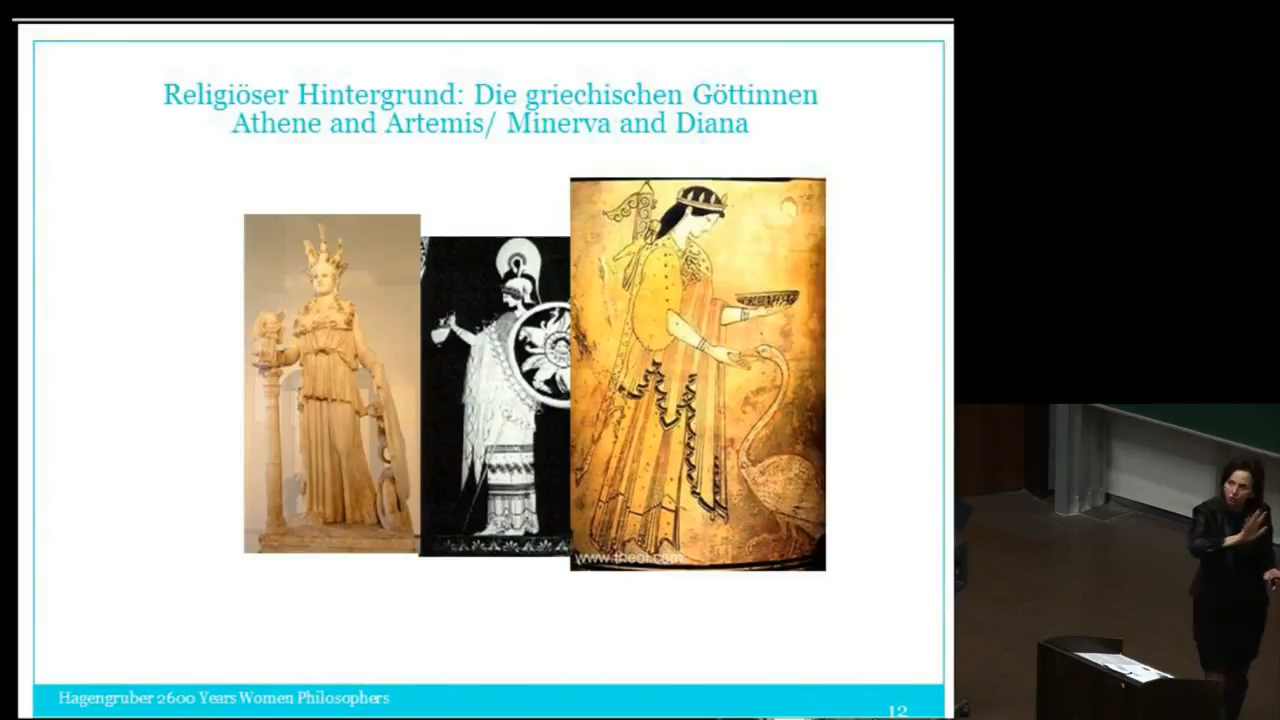 Religiöser Hintergrund: Die griechischen Göttinnen
Athene and Artemis/ Minerva and Diana
www.theoi.com
Hagengruber 2600 Years Women Philosophers
12